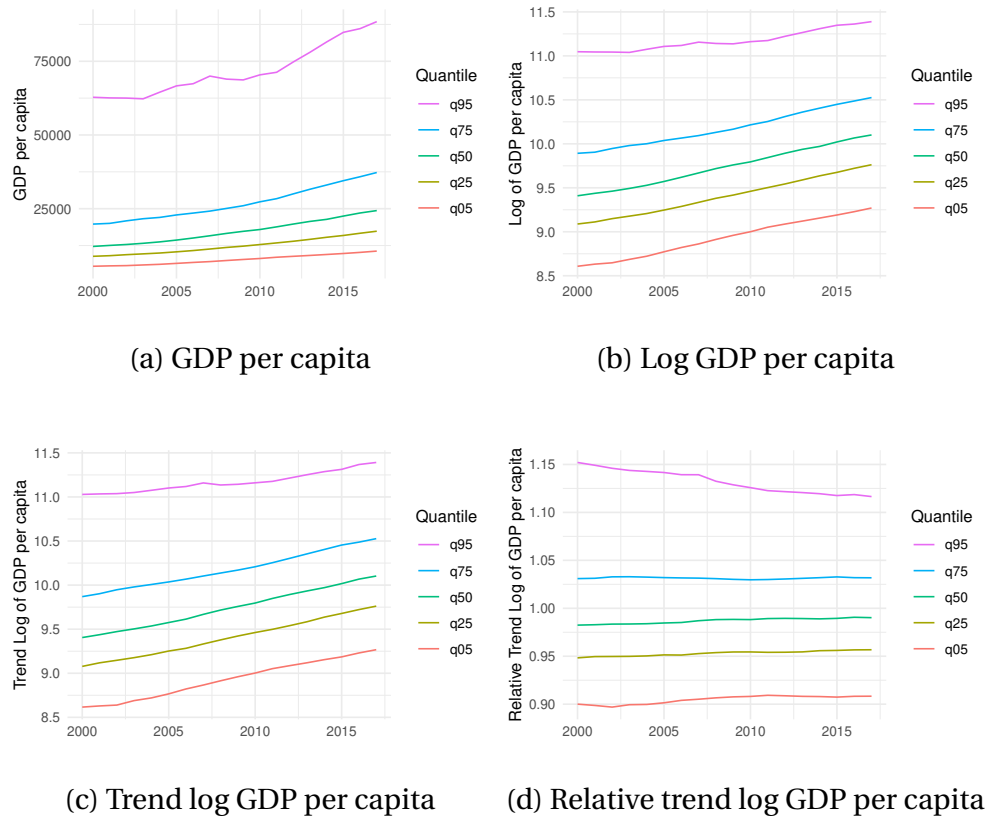 GDP per capita
75000
50000
25000
2000 2005 2010 2015
Quantile
q95
q75
q50
q25
q05
(a) GDP per capita
Log of GDP per capita
11.5
11.0
10.5
10.0
9.5
9.0
8.5
2000 2005 2010 2015
Quantile
q95
q75
q50
q25
q05
(b) Log GDP per capita
Trend Log of GDP per capita
11.5
11.0
10.5
10.0
9.5
9.0
8.5
2000 2005 2010 2015
Quantile
q95
q75
q50
q25
q05
(c) Trend log GDP per capita
Relative Trend Log of GDP per capita
1.15
1.10
1.05
1.00
0.95
0.90
2000 2005 2010 2015
Quantile
q95
q75
q50
q25
q05
(d) Relative trend log GDP per capita